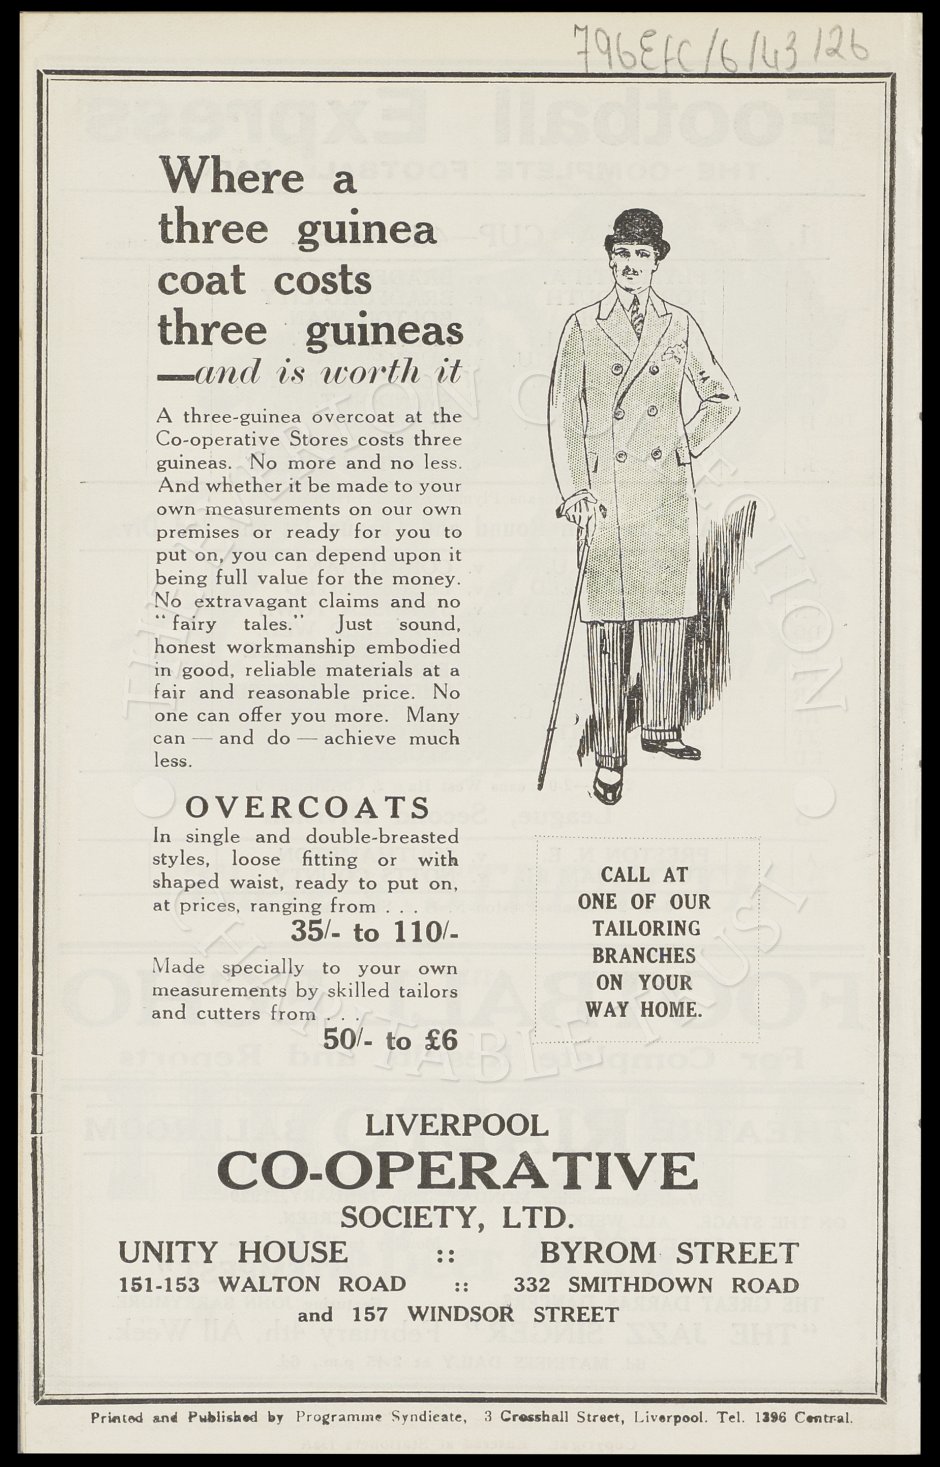 796EFC/6/43/26
Where a
three guinea
coat costs
three guineas
—and is worth it
A three-guinea overcoat at the
Co-operative Stores costs three
guineas. No more and no less.
And whether it be made to your
own measurements on our own
premises or ready for you to
put on, you can depend upon it
being full value for the money.
No extravagant claims and no
“fairy tales.” Just sound,
honest workmanship embodied
in good, reliable materials at a
fair and reasonable price. No
one can offer you more. Many
can — and do — achieve much
less.
OVERCOATS
In single and double-breasted
styles, loose fitting or with
shaped waist, ready to put on,
at prices, ranging from . . .
35/- to 110/-
Made specially to your own
measurements by skilled tailors
and cutters from . . .
50/- to £6
CALL AT
ONE OF OUR
TAILORING
BRANCHES
ON YOUR
WAY HOME.
LIVERPOOL
CO-OPERATIVE
SOCIETY, LTD.
UNITY HOUSE :: BYROM STREET
151-153 WALTON ROAD :: 332 SMITHDOWN ROAD
and 157 WINDSOR STREET
Printed and Published by Programme Syndicate, 3 Crosshall Street, Liverpool. Tel. 1396 Central.
THE EVERTON COLLECTION
CHARITABLE TRUST